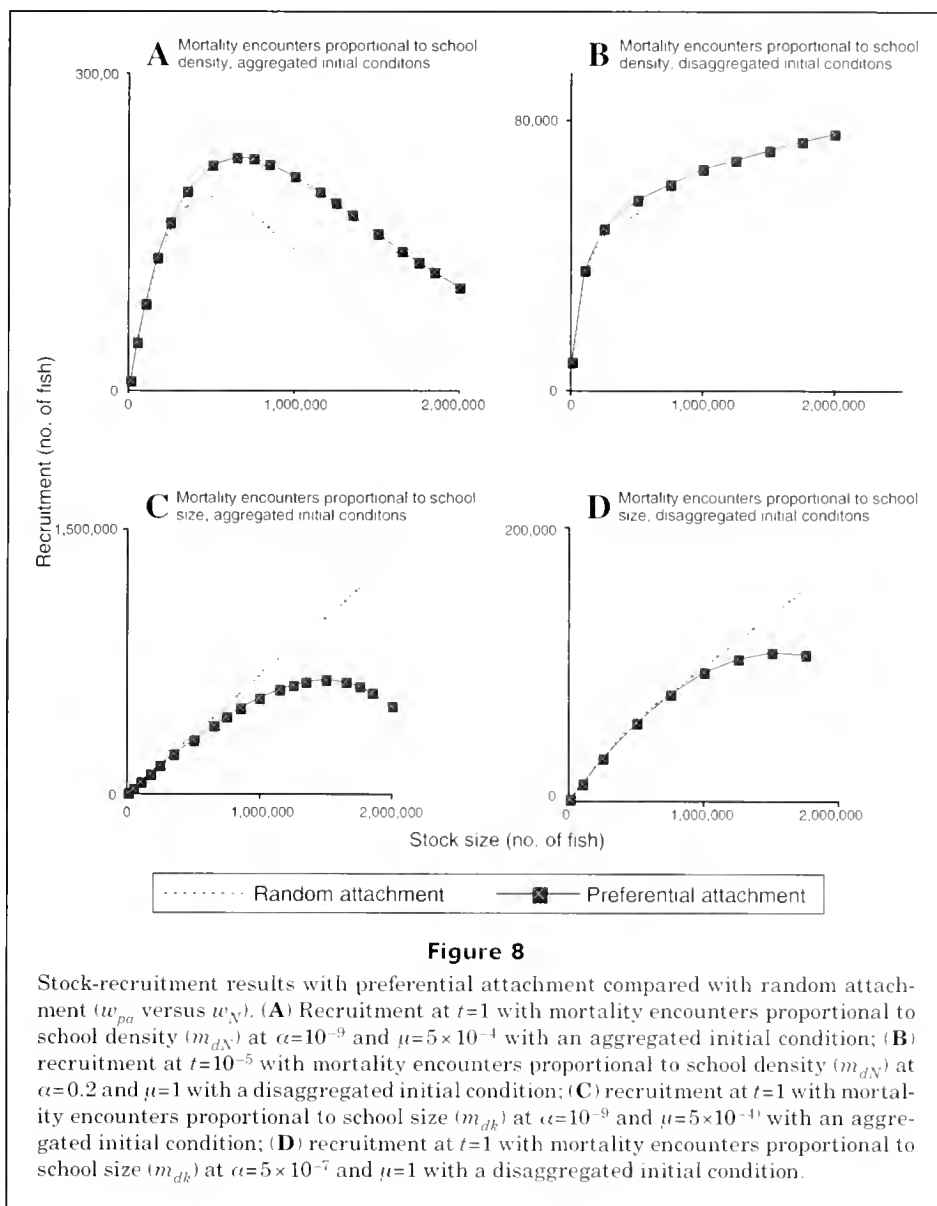 A Mortality encounters proportional to school
density, aggregated initial conditons
300,00
0
0
1,000,000
2,000,000
B Mortality encounters proportional to school
density, disaggregated initial conditons
80,000
0
0
1,000,000
2,000,000
Recruitment (no. of fish)
C Mortality encounters proportional to school
size, aggregated initial conditons
1,500,000
0
0
1,000,000
2,000,000
D Mortality encounters proportional to school
size, disaggregated initial conditons
200,000
0
0
1,000,000
2,000,000
Stock size (no. of fish)
Random attachment
Preferential attachment
Figure 8
Stock-recruitment results with preferential attachment compared with random attach-
ment (w_pa versus w_N). (A) Recruitment at t=1 with mortality encounters proportional to
school density (m_dN) at α=10⁻⁹ and μ=5×10⁻⁴ with an aggregated initial condition; (B)
recruitment at t=10⁻⁵ with mortality encounters proportional to school density (m_dN) at
α=0.2 and μ=1 with a disaggregated initial condition; (C) recruitment at t=1 with mortal-
ity encounters proportional to school size (m_dk) at α=10⁻⁹ and μ=5×10⁻⁴⁾ with an aggre-
gated initial condition; (D) recruitment at t=1 with mortality encounters proportional to
school size (m_dk) at α=5×10⁻⁷ and μ=1 with a disaggregated initial condition.